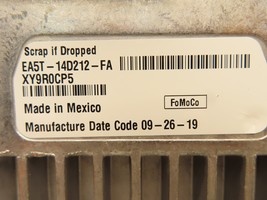 Scrap if Dropped
EA5T-14D212-FA
XY9R0CP5
Made in Mexico
FoMoCo
Manufacture Date Code 09-26-19